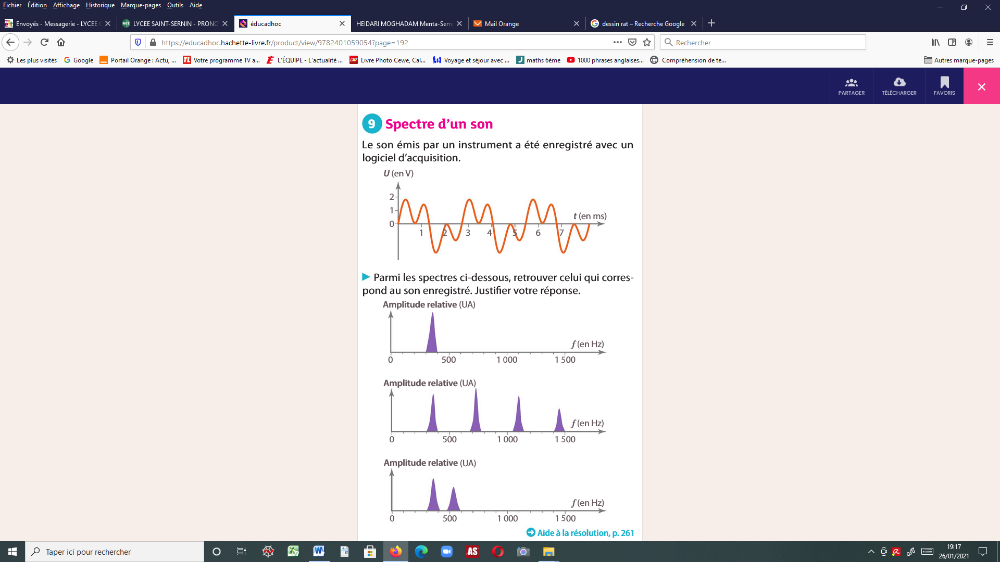 Fichier Édition Affichage Historique Marque-pages Outils Aide
Envoyés - Messagerie - LYCEE
LYCEE SAINT-SERNIN - PRONO
éducadhoc
HEIDARI MOGHADAM Menta-Sem
Mail Orange
dessin rat – Recherche Google
https://educadhoc.hachette-livre.fr/product/view/9782401059054?page=192
Rechercher
Les plus visités Google Portail Orange : Actu, ... Votre programme TV a... L'ÉQUIPE - L'actualité ... Livre Photo Cewe, Cal... Voyage et séjour avec ... maths 6ème 1000 phrases anglaises... Compréhension de te... Autres marque-pages
PARTAGER TÉLÉCHARGER FAVORIS
9 Spectre d'un son
Le son émis par un instrument a été enregistré avec un
logiciel d'acquisition.
U (en V)
2
1
t (en ms)
0
1 2 3 4 5 6 7
Parmi les spectres ci-dessous, retrouver celui qui corres-
pond au son enregistré. Justifier votre réponse.
Amplitude relative (UA)
f (en Hz)
0 500 1 000 1 500
Amplitude relative (UA)
f (en Hz)
0 500 1 000 1 500
Amplitude relative (UA)
f (en Hz)
0 500 1 000 1 500
Aide à la résolution, p. 261
Taper ici pour rechercher
AS
19:17
26/01/2021